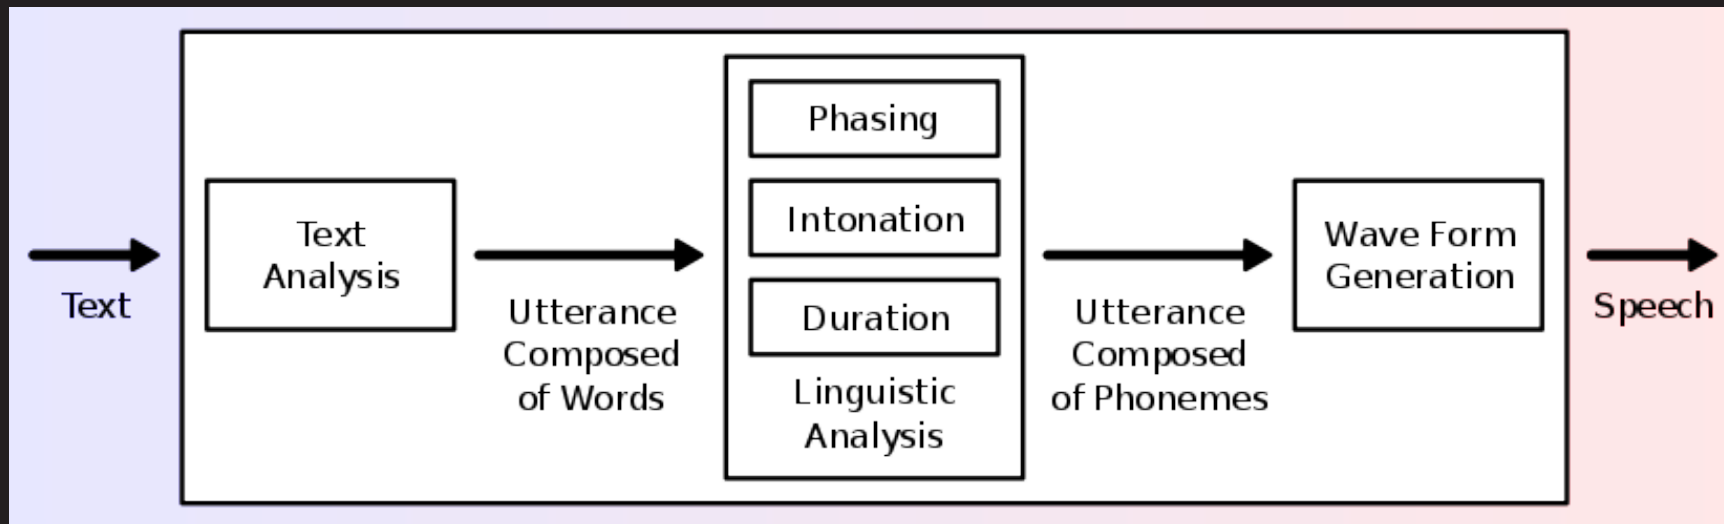 Text
Text
Analysis
Utterance
Composed
of Words
Phasing
Intonation
Duration
Linguistic
Analysis
Utterance
Composed
of Phonemes
Wave Form
Generation
Speech